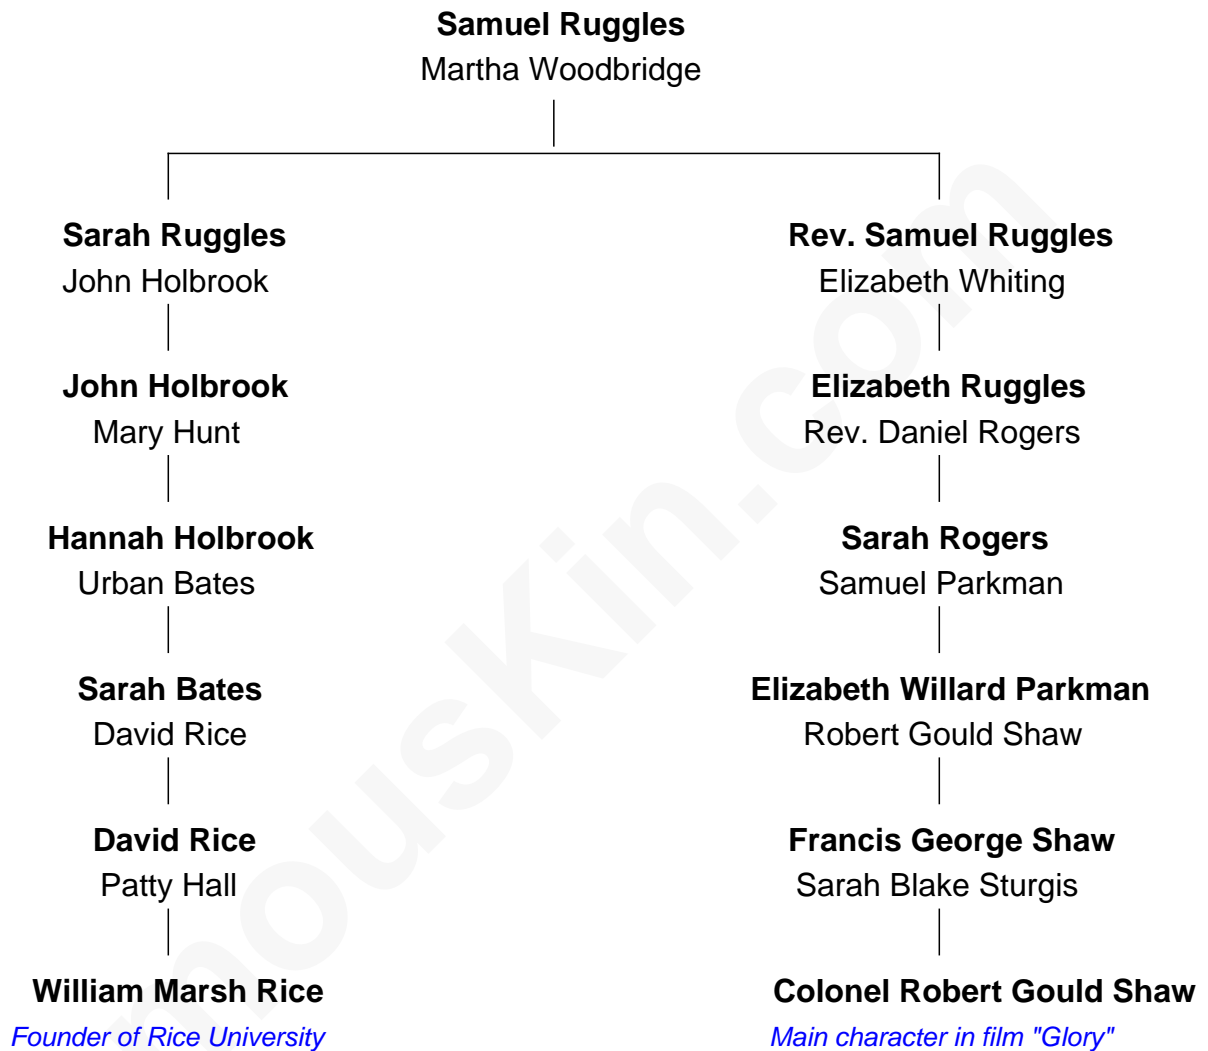 Samuel Ruggles
Martha Woodbridge
Sarah Ruggles
John Holbrook
Rev. Samuel Ruggles
Elizabeth Whiting
John Holbrook
Mary Hunt
Elizabeth Ruggles
Rev. Daniel Rogers
Hannah Holbrook
Urban Bates
Sarah Rogers
Samuel Parkman
Sarah Bates
David Rice
Elizabeth Willard Parkman
Robert Gould Shaw
David Rice
Patty Hall
Francis George Shaw
Sarah Blake Sturgis
William Marsh Rice
Founder of Rice University
Colonel Robert Gould Shaw
Main character in film "Glory"
mousKin.com